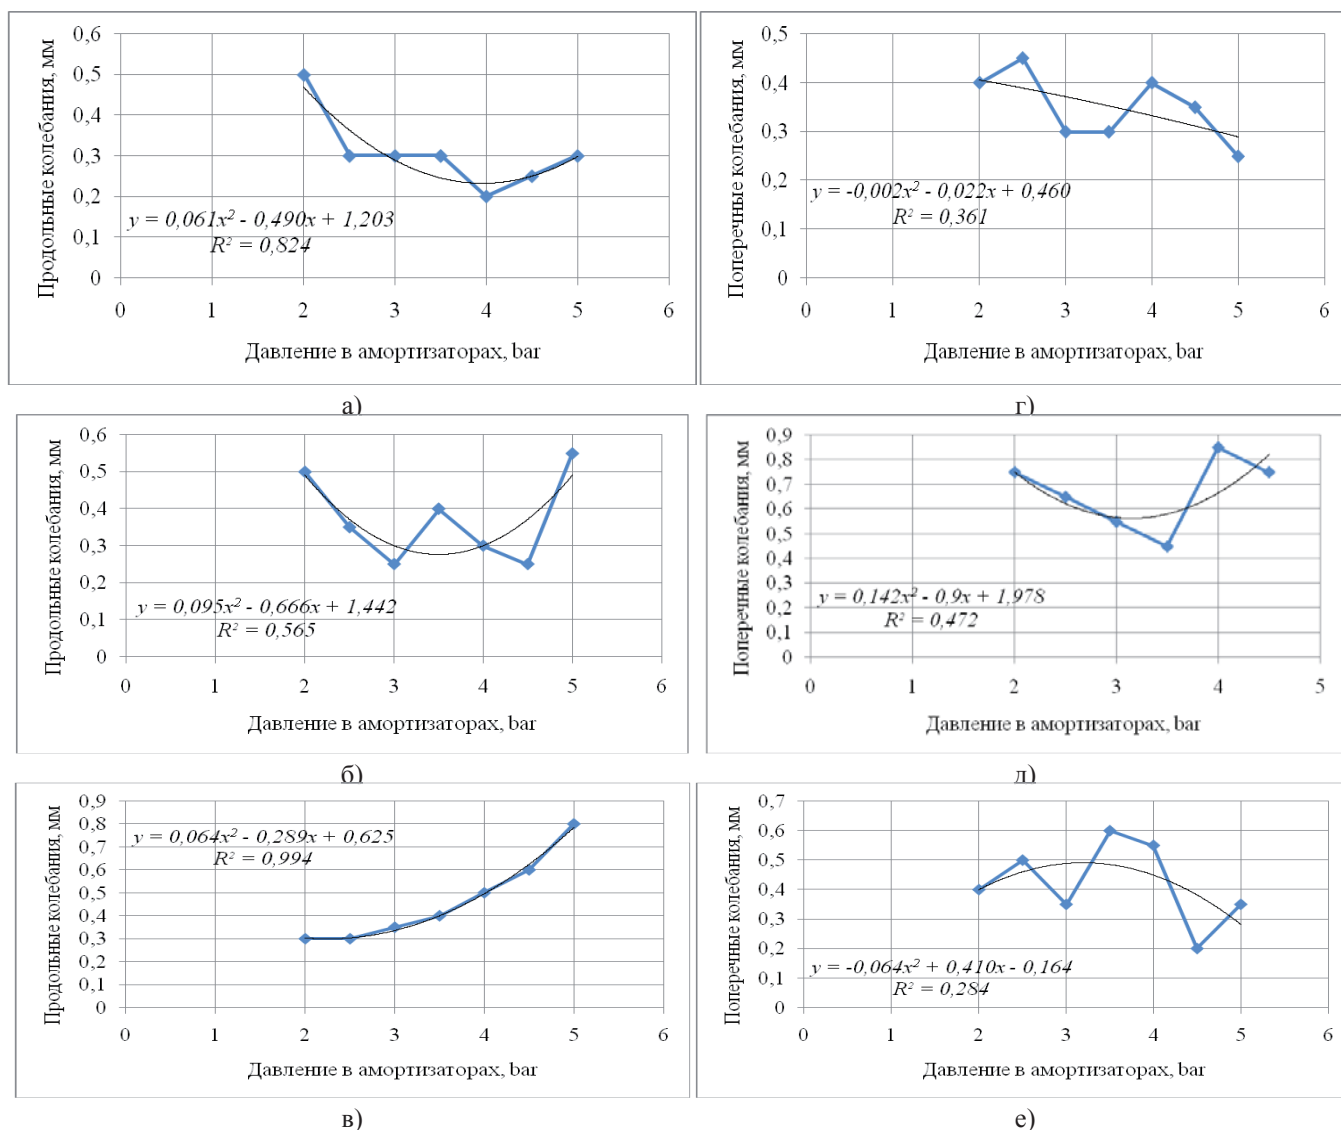 Продольные колебания, мм
0,6
0,5
0,4
0,3
0,2
0,1
0
y = 0,061x² - 0,490x + 1,203
R² = 0,824
0 1 2 3 4 5 6
Давление в амортизаторах, bar
а)
Поперечные колебания, мм
0,5
0,4
0,3
0,2
0,1
0
y = -0,002x² - 0,022x + 0,460
R² = 0,361
0 1 2 3 4 5 6
Давление в амортизаторах, bar
г)
Продольные колебания, мм
0,6
0,5
0,4
0,3
0,2
0,1
0
y = 0,095x² - 0,666x + 1,442
R² = 0,565
0 1 2 3 4 5 6
Давление в амортизаторах, bar
б)
Поперечные колебания, мм
0,9
0,8
0,7
0,6
0,5
0,4
0,3
0,2
0,1
0
y = 0,142x² - 0,9x + 1,978
R² = 0,472
0 1 2 3 4 5
Давление в амортизаторах, bar
д)
Продольные колебания, мм
0,9
0,8
0,7
0,6
0,5
0,4
0,3
0,2
0,1
0
y = 0,064x² - 0,289x + 0,625
R² = 0,994
0 1 2 3 4 5 6
Давление в амортизаторах, bar
в)
Поперечные колебания, мм
0,7
0,6
0,5
0,4
0,3
0,2
0,1
0
y = -0,064x² + 0,410x - 0,164
R² = 0,284
0 1 2 3 4 5 6
Давление в амортизаторах, bar
е)